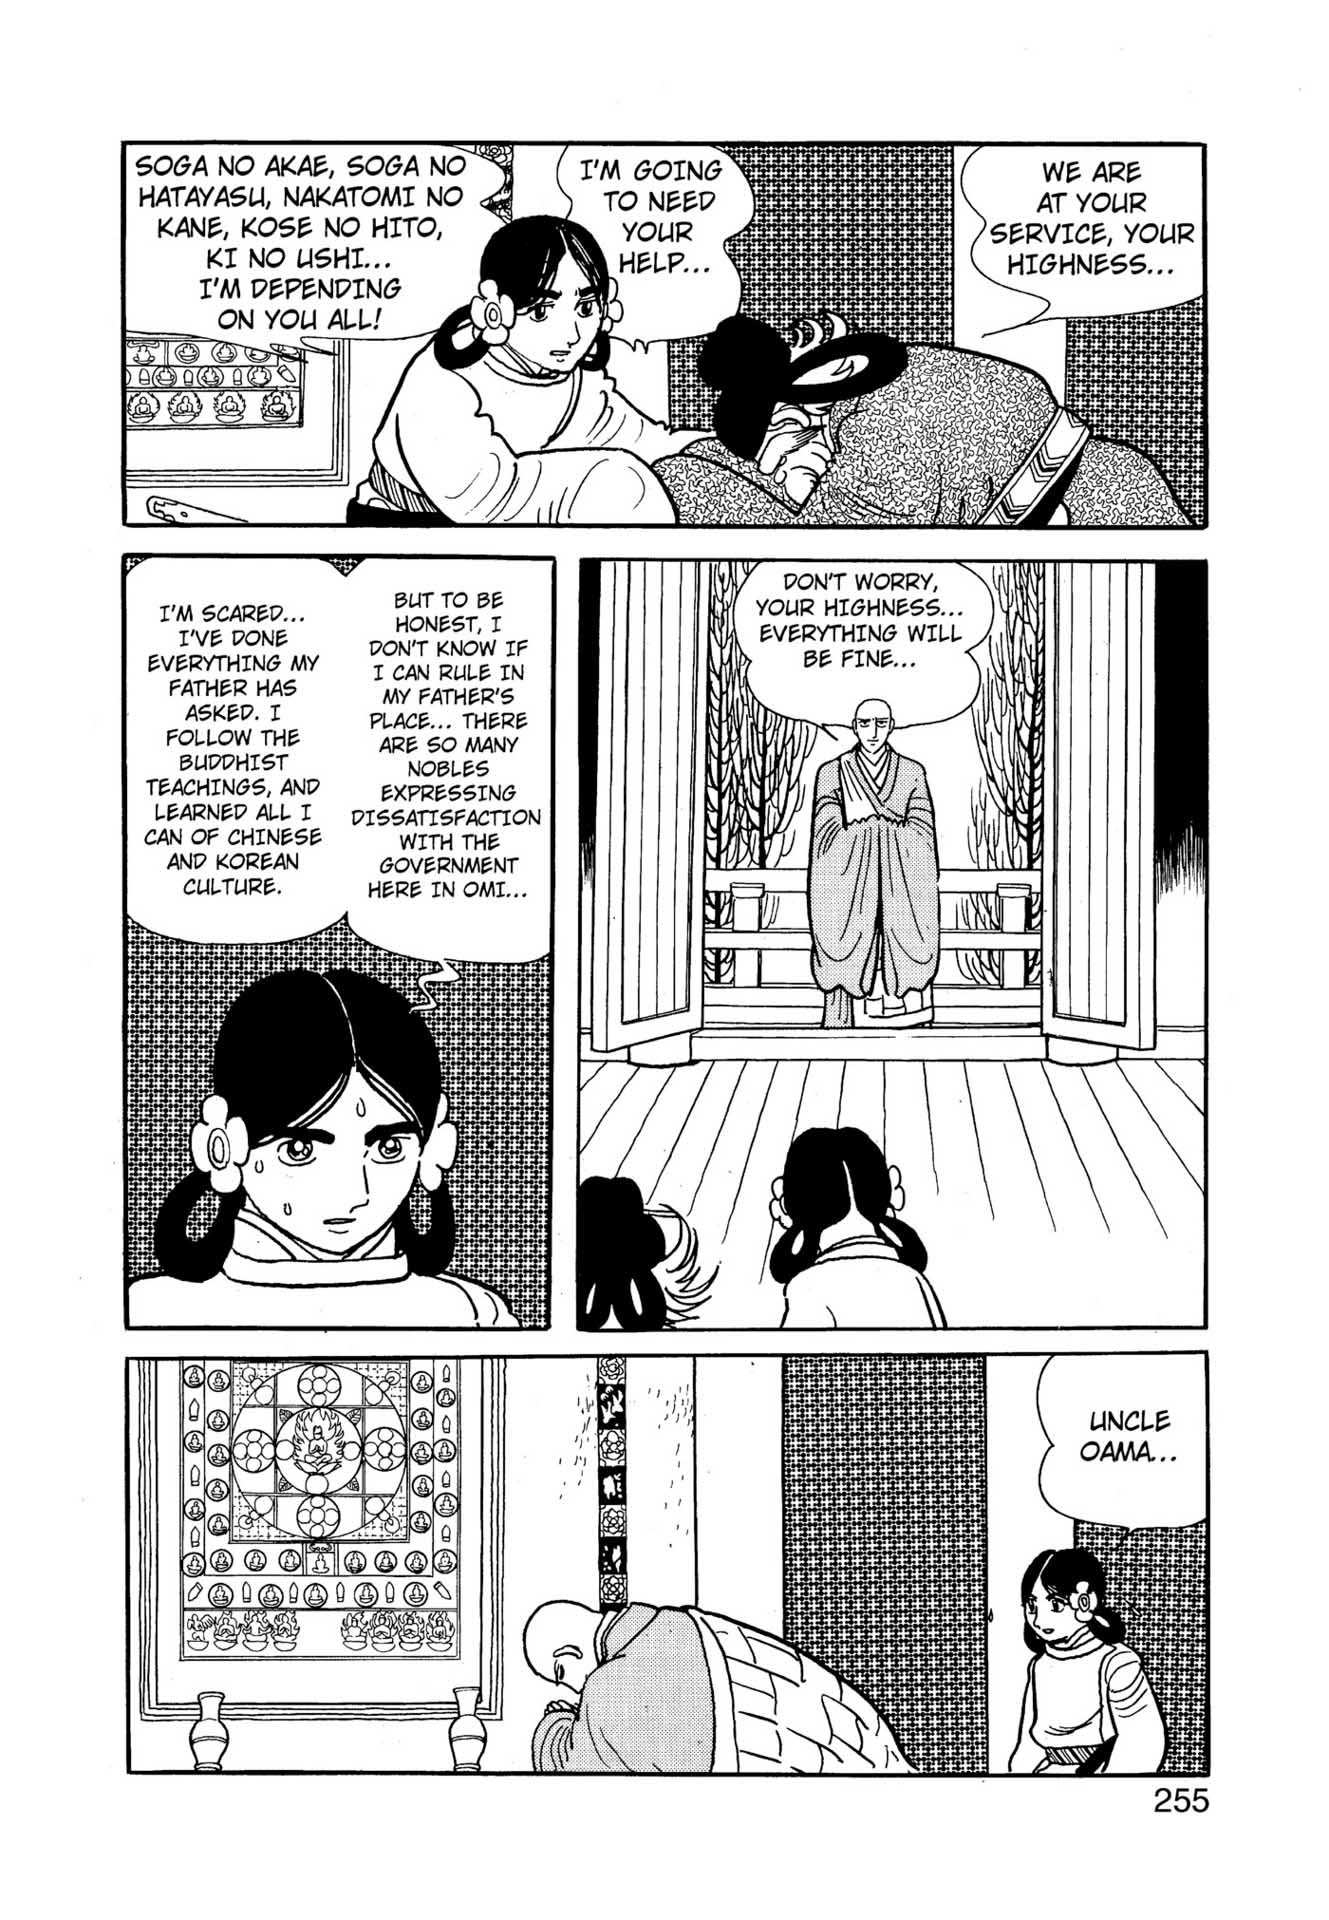 WE ARE
AT YOUR
SERVICE, YOUR
HIGHNESS...
I'M GOING
TO NEED
YOUR
HELP...
SOGA NO AKAE, SOGA NO
HATAYASU, NAKATOMI NO
KANE, KOSE NO HITO,
KI NO USHI...
I'M DEPENDING
ON YOU ALL!
DON'T WORRY,
YOUR HIGHNESS...
EVERYTHING WILL
BE FINE...
BUT TO BE
HONEST, I
DON'T KNOW IF
I CAN RULE IN
MY FATHER'S
PLACE... THERE
ARE SO MANY
NOBLES
EXPRESSING
DISSATISFACTION
WITH THE
GOVERNMENT
HERE IN OMI...
I'M SCARED...
I'VE DONE
EVERYTHING MY
FATHER HAS
ASKED. I
FOLLOW THE
BUDDHIST
TEACHINGS, AND
LEARNED ALL I
CAN OF CHINESE
AND KOREAN
CULTURE.
UNCLE
OAMA...
255